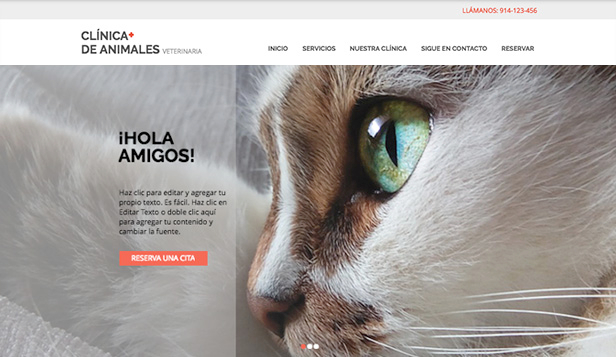 LLÁMANOS: 914-123-456
CLÍNICA+
DE ANIMALES VETERINARIA
INICIO SERVICIOS NUESTRA CLÍNICA SIGUE EN CONTACTO RESERVAR
¡HOLA
AMIGOS!
Haz clic para editar y agregar tu
propio texto. Es fácil. Haz clic en
Editar Texto o doble clic aquí
para agregar tu contenido y
cambiar la fuente.
RESERVA UNA CITA